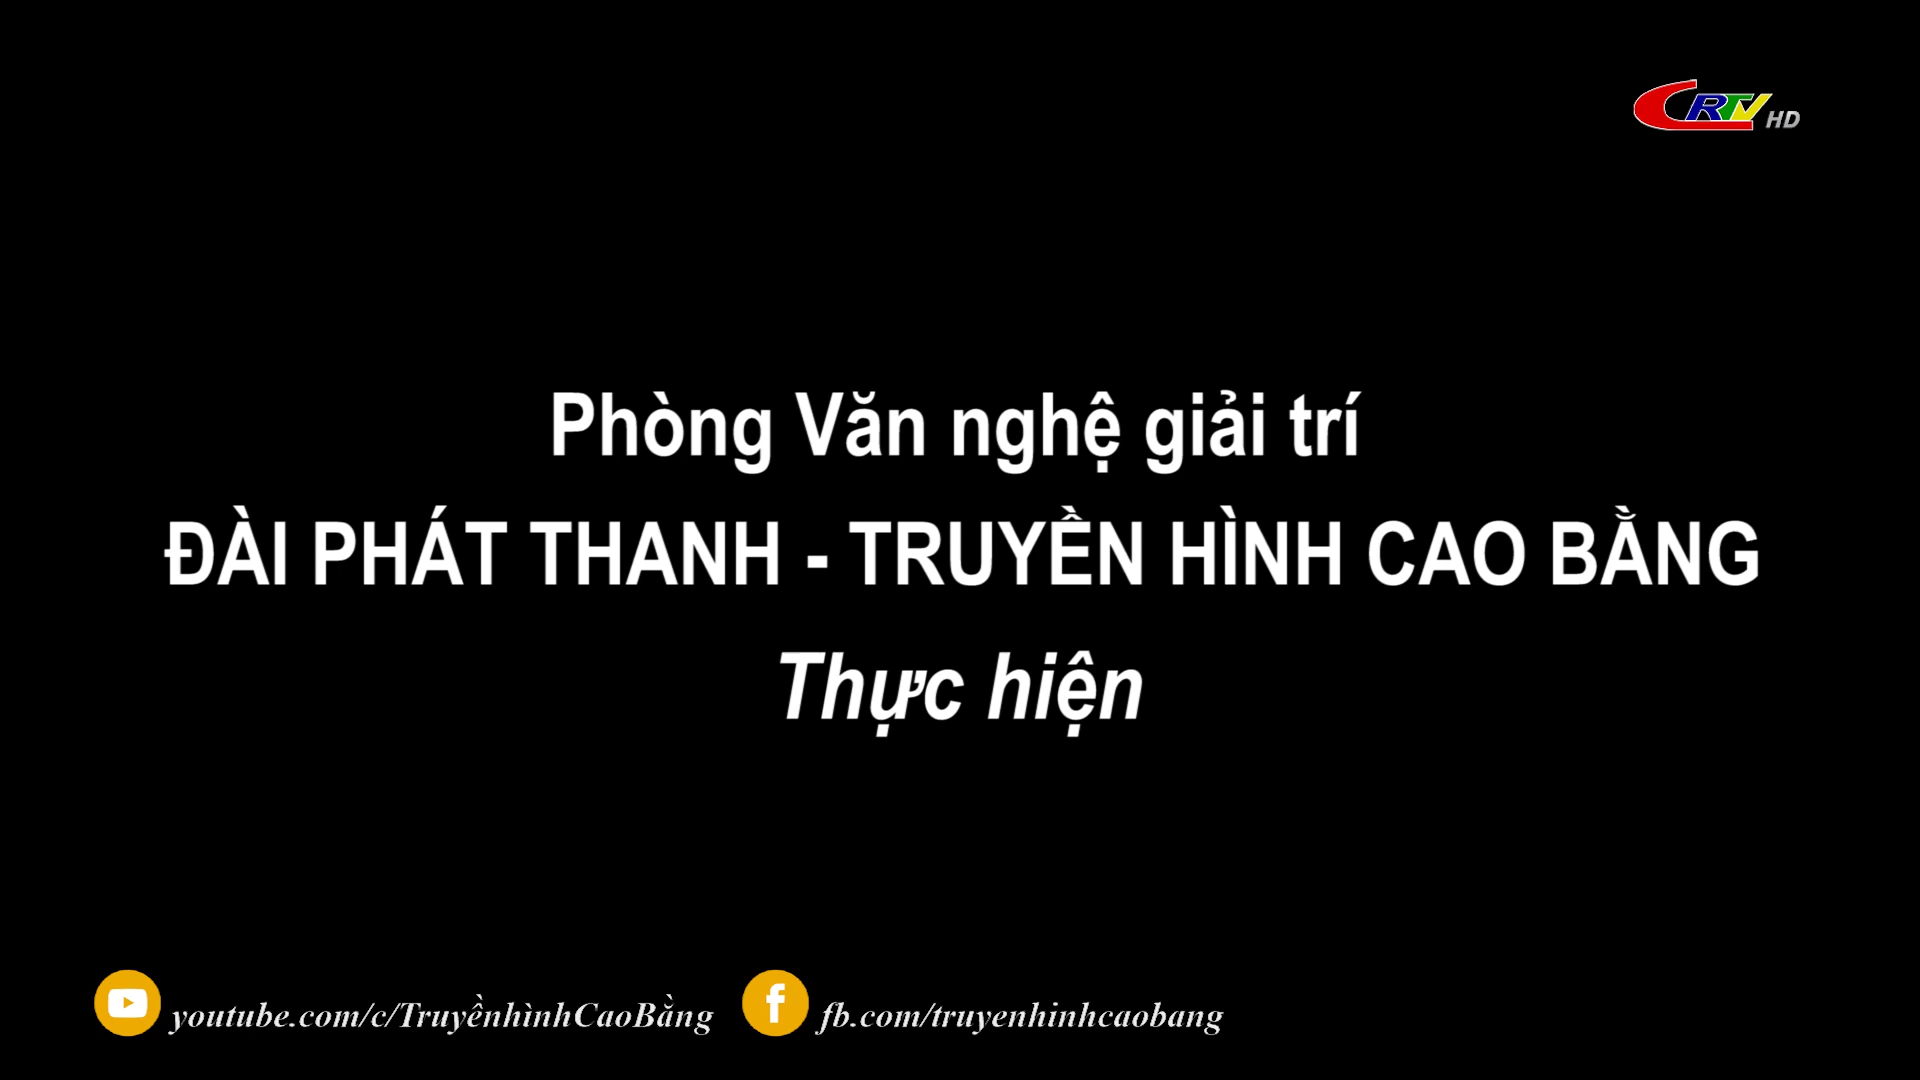 CRTV HD
Phòng Văn nghệ giải trí
ĐÀI PHÁT THANH - TRUYỀN HÌNH CAO BẰNG
Thực hiện
youtube.com/c/TruyềnhìnhCaoBằng
fb.com/truyenhinhcaobang